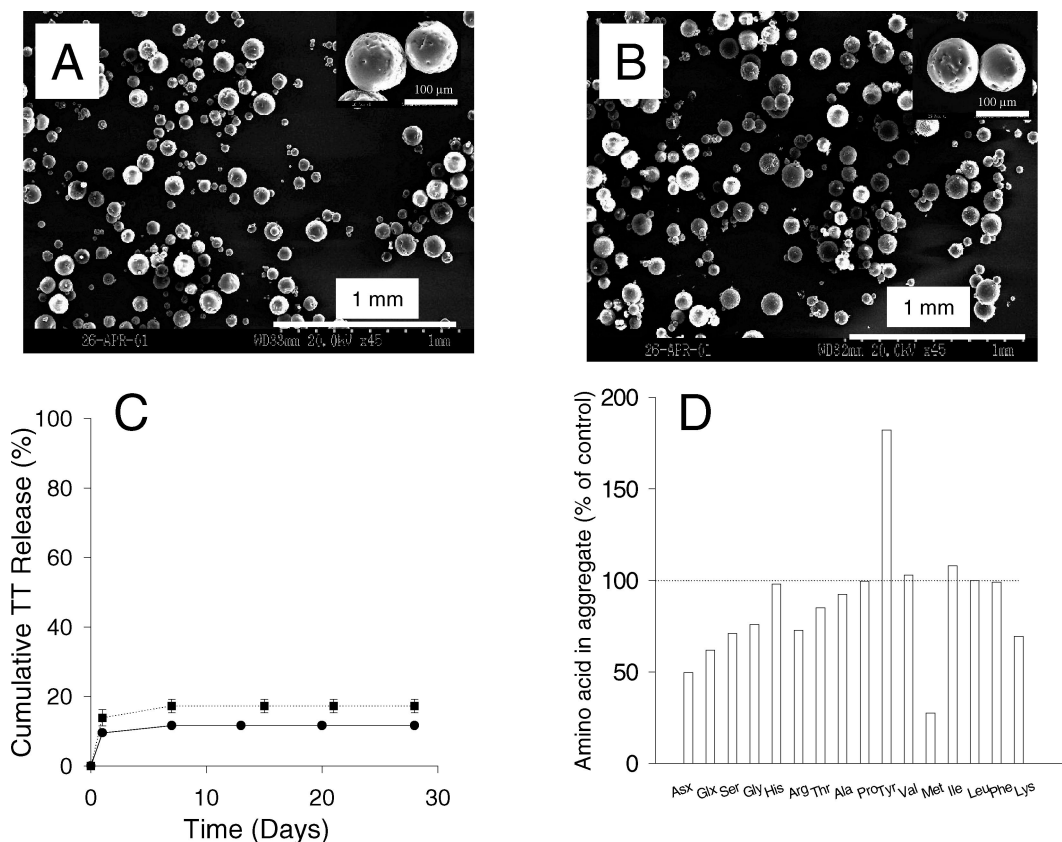 A
100 μm
1 mm
26-APR-01 WD38mm 20.0kV x45 1mm
B
100 μm
1 mm
26-APR-01 WD32mm 20.0kV x45 1mm
C
Cumulative TT Release (%)
100
80
60
40
20
0
0 10 20 30
Time (Days)
D
Amino acid in aggregate (% of control)
200
150
100
50
0
Asx Glx Ser Gly His Arg Thr Ala Pro Tyr Val Met Ile Leu Phe Lys